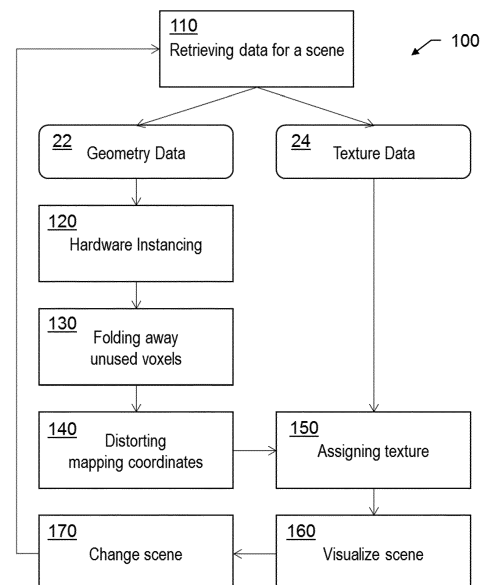 110
Retrieving data for a scene
100
22
Geometry Data
24
Texture Data
120
Hardware Instancing
130
Folding away
unused voxels
140
Distorting
mapping coordinates
150
Assigning texture
170
Change scene
160
Visualize scene